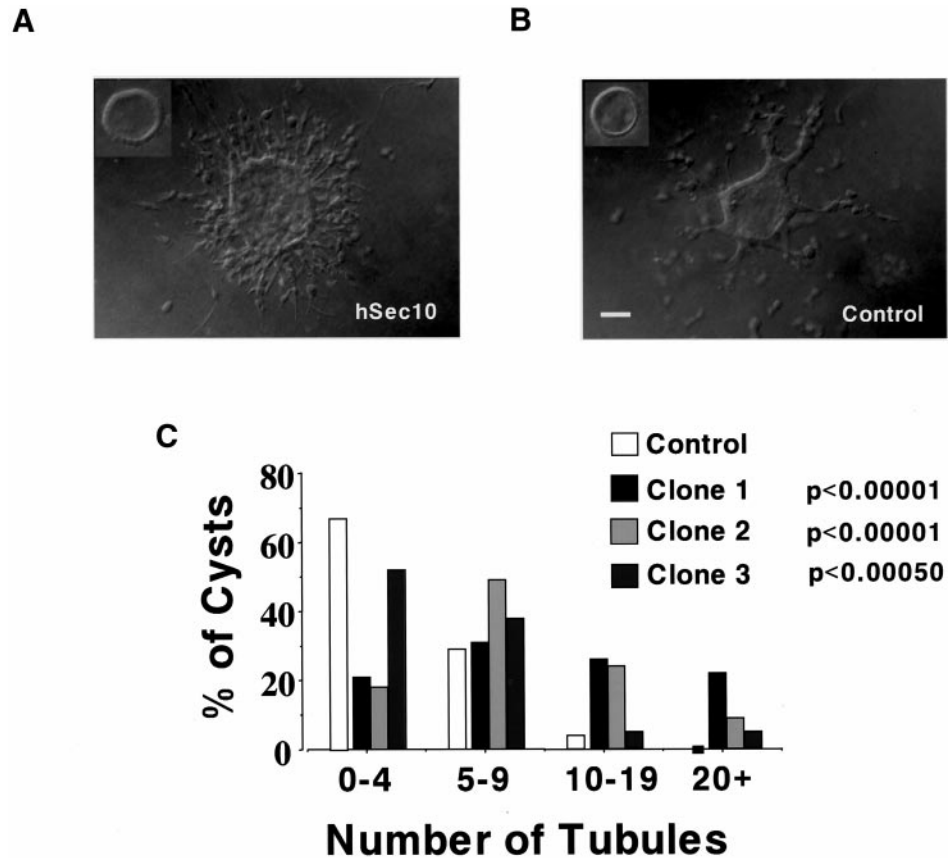 A
B
hSec10
Control
C
Control
Clone 1 p<0.00001
Clone 2 p<0.00001
Clone 3 p<0.00050
80
60
40
20
0
% of Cysts
0-4 5-9 10-19 20+
Number of Tubules